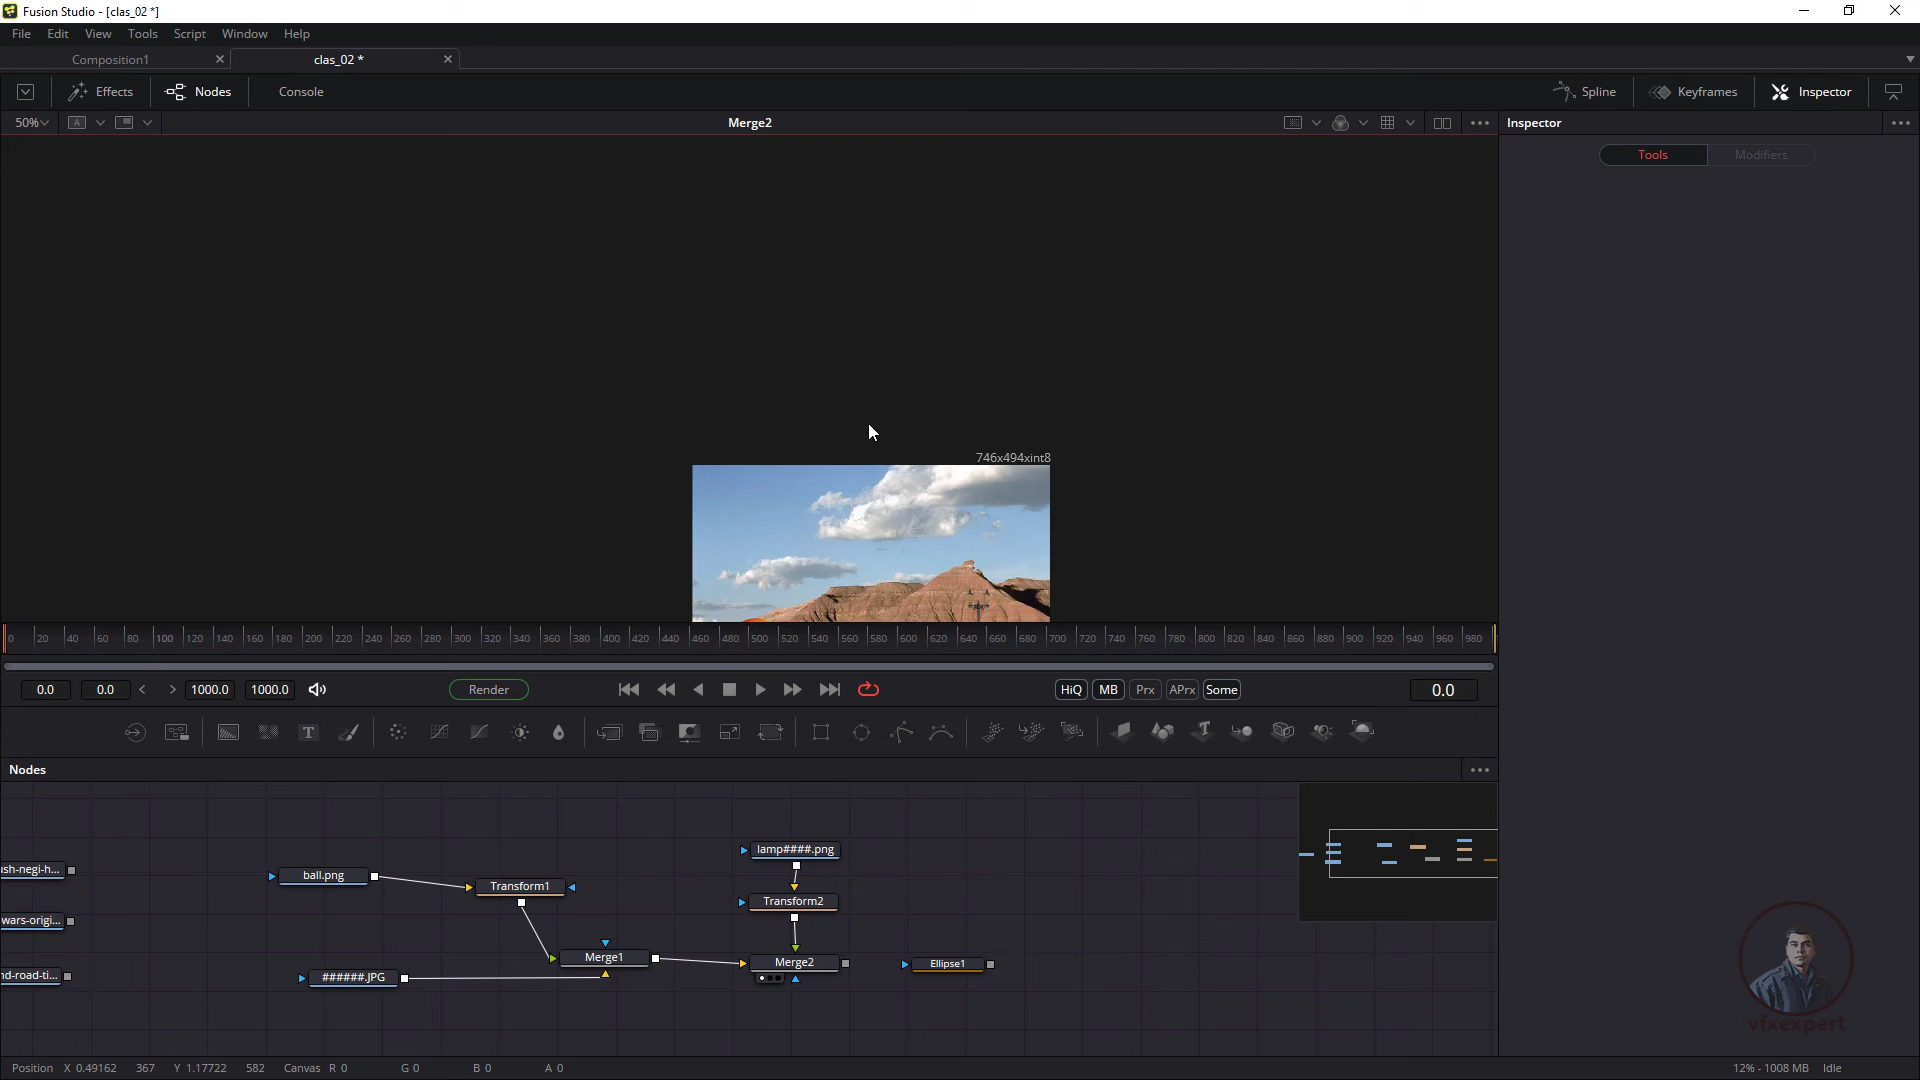 Fusion Studio - [clas_02 *]
File Edit View Tools Script Window Help
Composition1 clas_02 *
Effects Nodes Console Spline Keyframes Inspector
50% A Merge2 Inspector
Tools Modifiers
746x494xint8
0 20 40 60 80 100 120 140 160 180 200 220 240 260 280 300 320 340 360 380 400 420 440 460 480 500 520 540 560 580 600 620 640 660 680 700 720 740 760 780 800 820 840 860 880 900 920 940 960 980
0.0 0.0 1000.0 1000.0 Render HiQ MB Prx APrx Some 0.0
T T
Nodes
lamp####.png
ush-negi-h... ball.png Transform1
Transform2
wars-origi...
Merge1 Merge2 Ellipse1
nd-road-ti... ######.JPG
vfxexpert
Position X 0.49162 367 Y 1.17722 582 Canvas R 0 G 0 B 0 A 0 12% - 1008 MB Idle